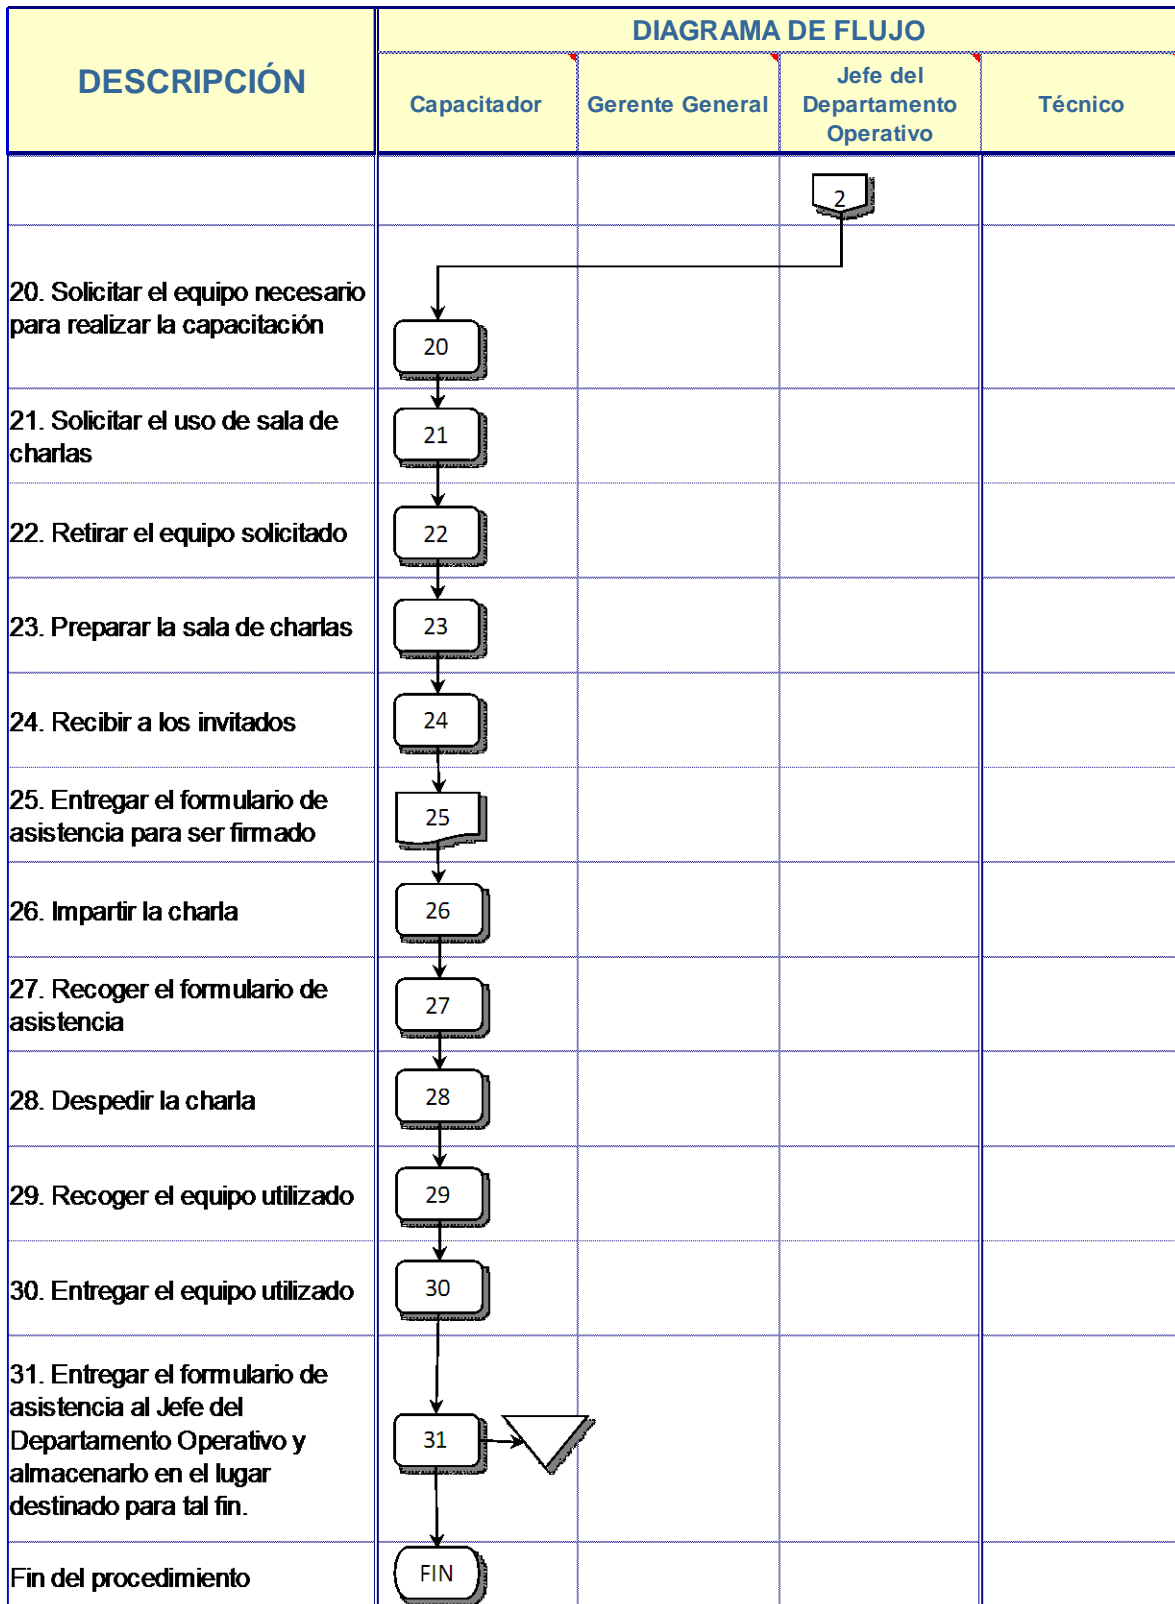 DESCRIPCIÓN
DIAGRAMA DE FLUJO
Capacitador
Gerente General
Jefe del
Departamento
Operativo
Técnico
2
20. Solicitar el equipo necesario
para realizar la capacitación
20
21. Solicitar el uso de sala de
charlas
21
22. Retirar el equipo solicitado
22
23. Preparar la sala de charlas
23
24. Recibir a los invitados
24
25. Entregar el formulario de
asistencia para ser firmado
25
26. Impartir la charla
26
27. Recoger el formulario de
asistencia
27
28. Despedir la charla
28
29. Recoger el equipo utilizado
29
30. Entregar el equipo utilizado
30
31. Entregar el formulario de
asistencia al Jefe del
Departamento Operativo y
almacenarlo en el lugar
destinado para tal fin.
31
Fin del procedimiento
FIN